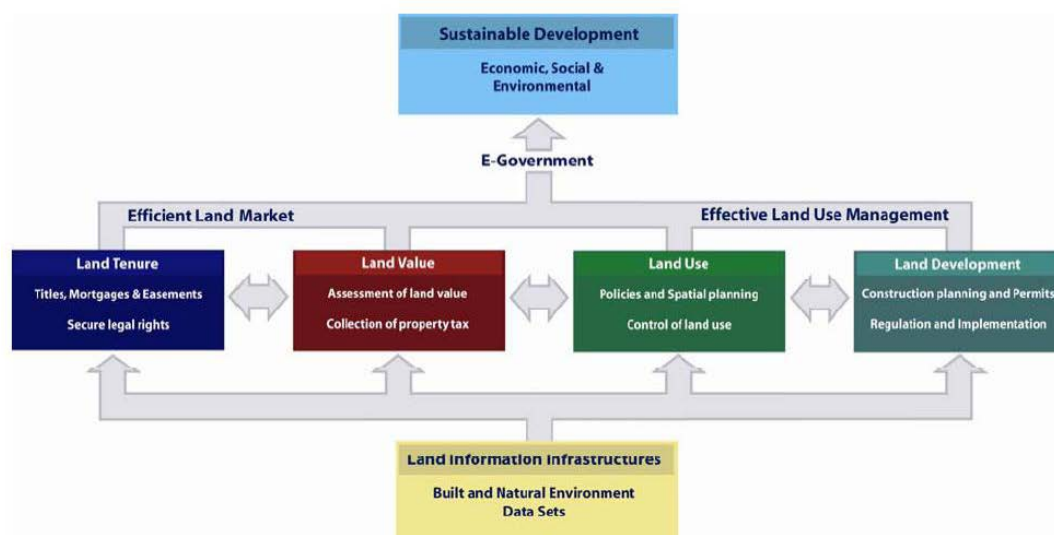 Sustainable Development
Economic, Social &
Environmental
E-Government
Efficient Land Market
Effective Land Use Management
Land Tenure
Titles, Mortgages & Easements
Secure legal rights
Land Value
Assessment of land value
Collection of property tax
Land Use
Policies and Spatial planning
Control of land use
Land Development
Construction planning and Permits
Regulation and Implementation
Land Information Infrastructures
Built and Natural Environment
Data Sets